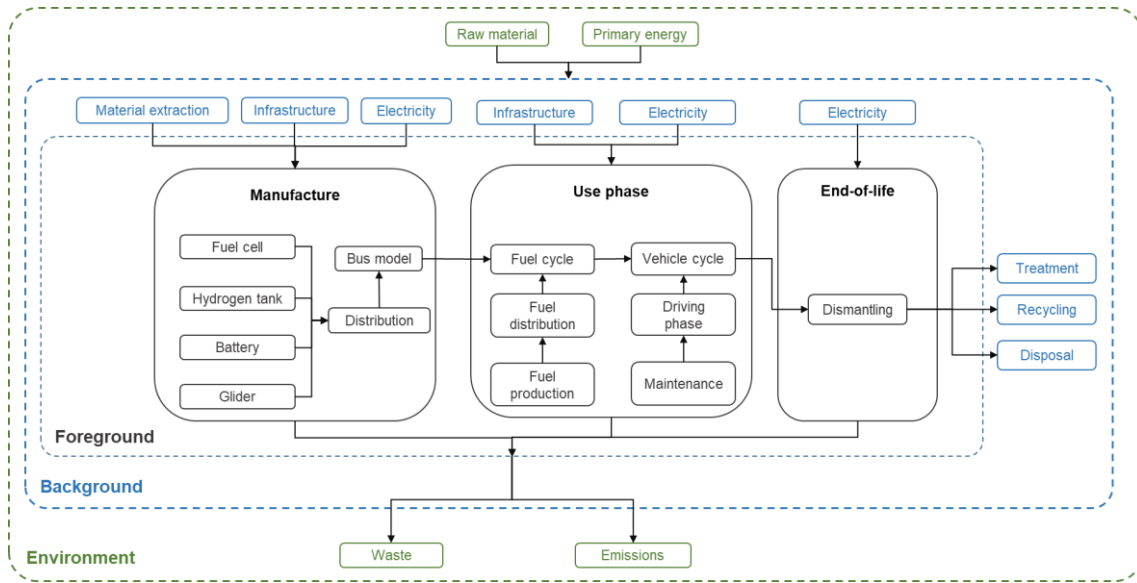 Raw material
Primary energy
Material extraction
Infrastructure
Electricity
Infrastructure
Electricity
Electricity
Manufacture
Use phase
End-of-life
Fuel cell
Hydrogen tank
Battery
Glider
Bus model
Distribution
Fuel cycle
Fuel
distribution
Fuel
production
Vehicle cycle
Driving
phase
Maintenance
Dismantling
Treatment
Recycling
Disposal
Foreground
Background
Waste
Emissions
Environment